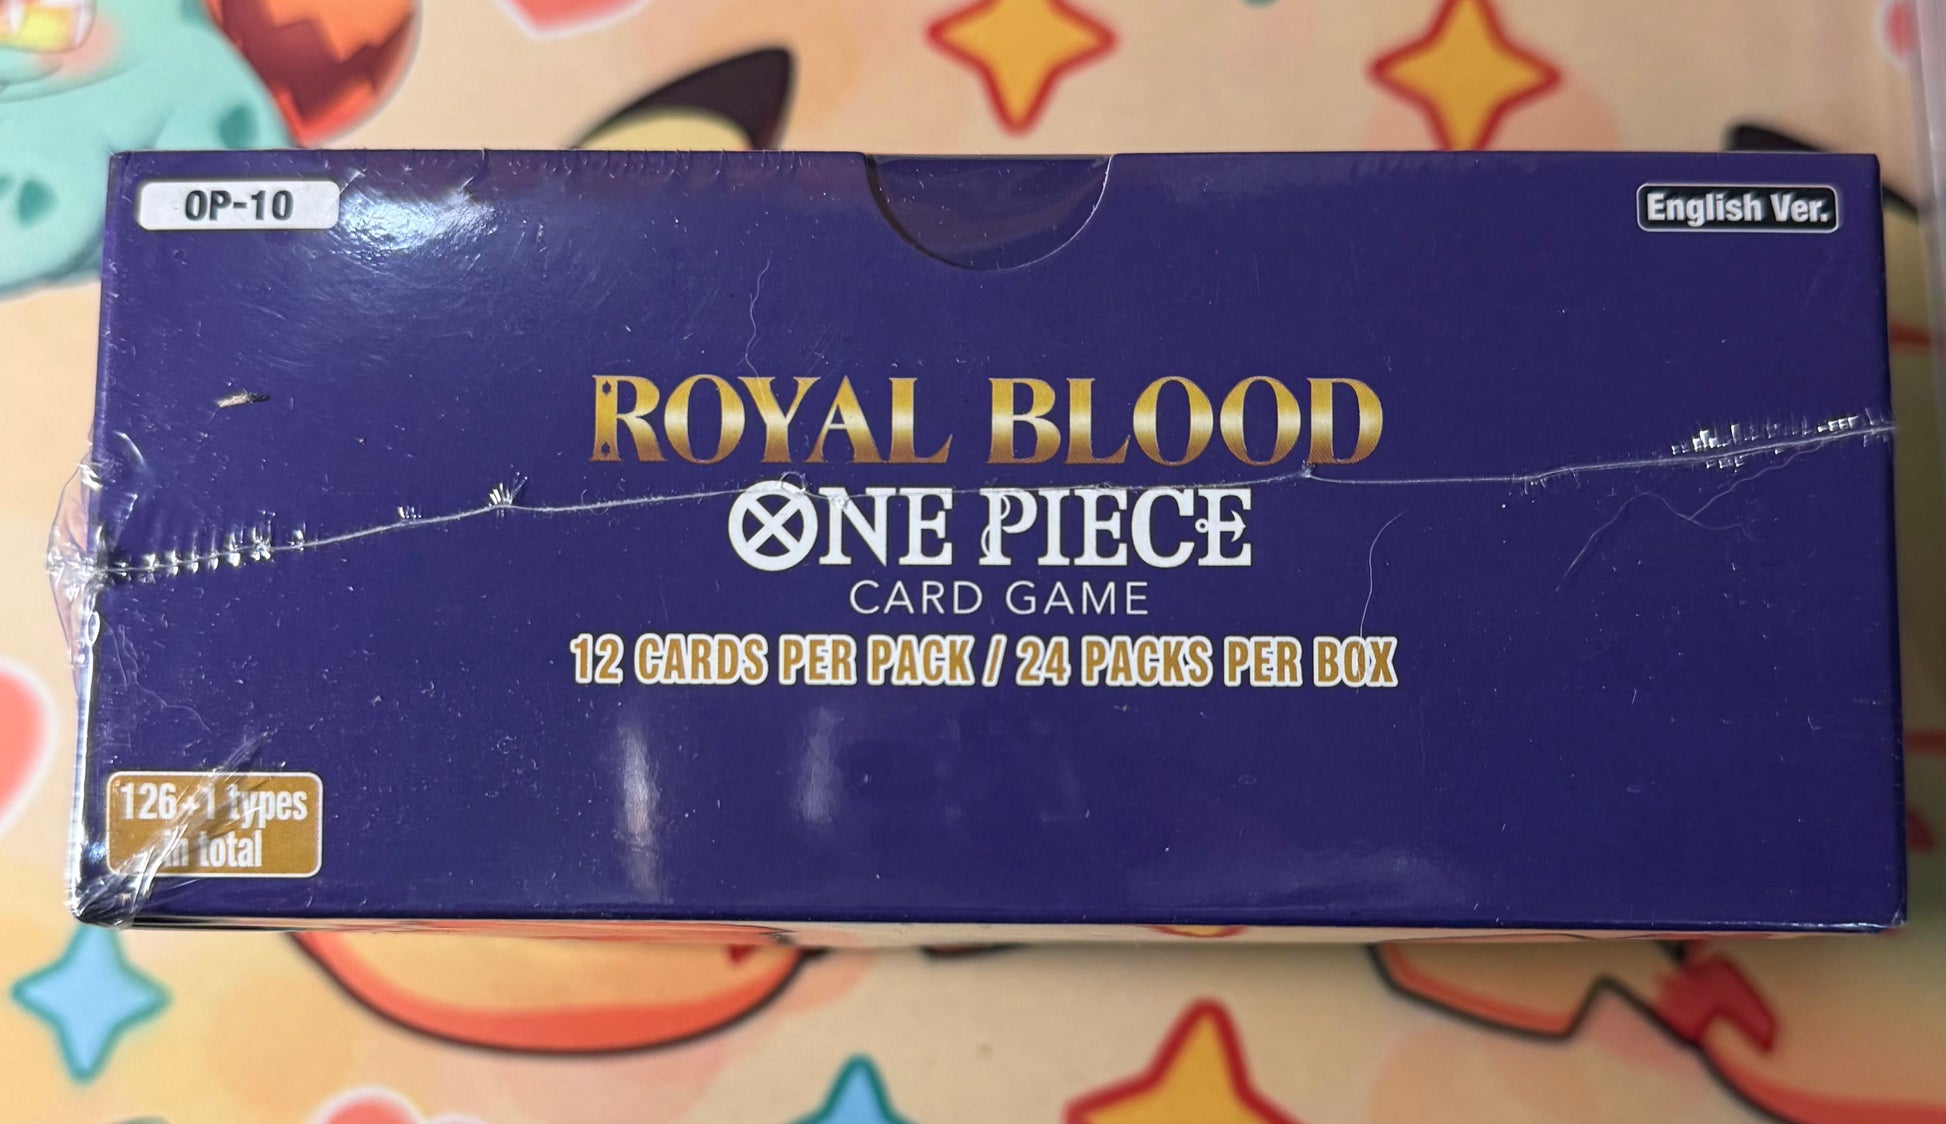 OP-10
English Ver.
ROYAL BLOOD
ONE PIECE
CARD GAME
12 CARDS PER PACK / 24 PACKS PER BOX
126+1 types
in total